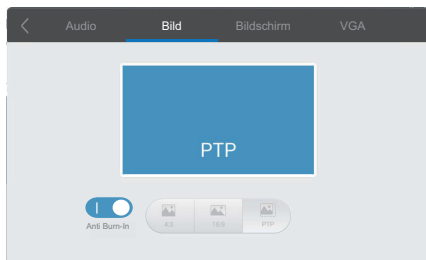 Audio Bild Bildschirm VGA
PTP
Anti Burn-In
4:3 16:9 PTP